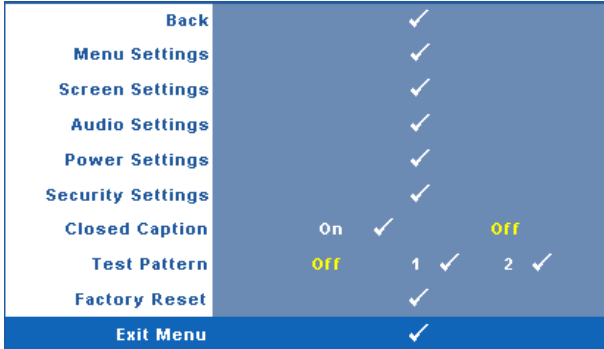 Back ✓
Menu Settings ✓
Screen Settings ✓
Audio Settings ✓
Power Settings ✓
Security Settings ✓
Closed Caption On ✓ Off
Test Pattern Off 1 ✓ 2 ✓
Factory Reset ✓
Exit Menu ✓